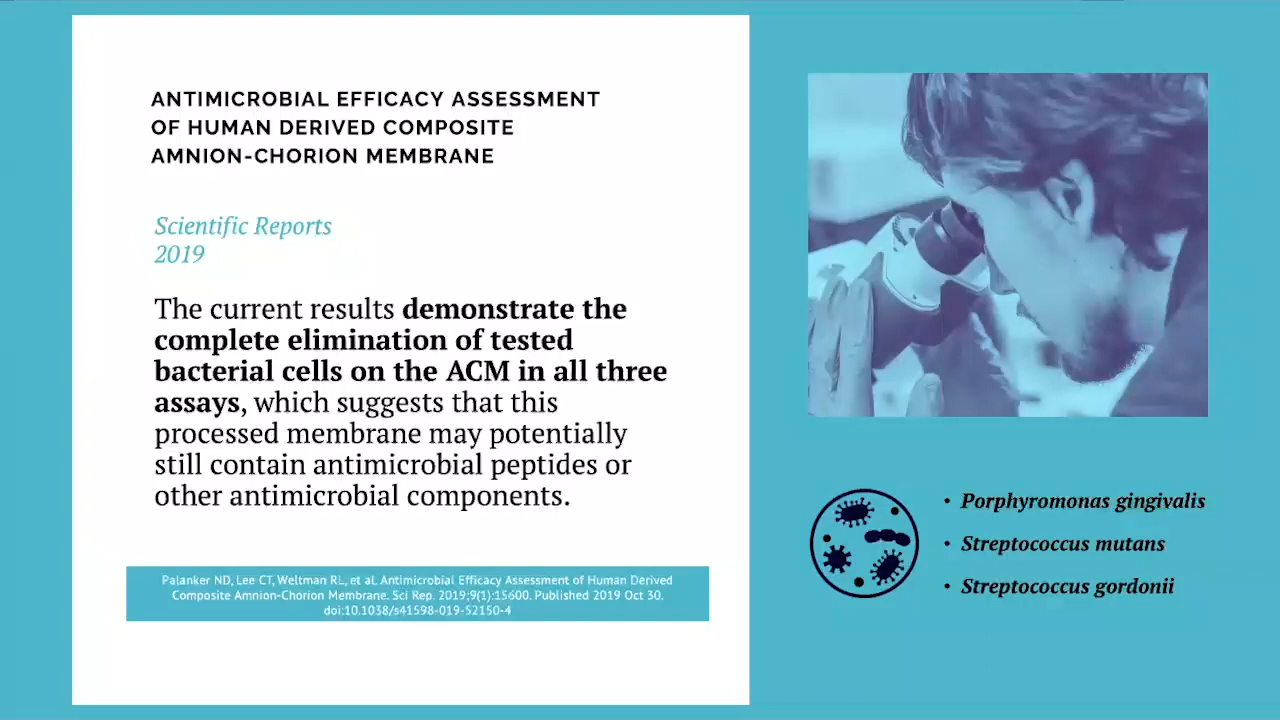 ANTIMICROBIAL EFFICACY ASSESSMENT
OF HUMAN DERIVED COMPOSITE
AMNION-CHORION MEMBRANE
Scientific Reports
2019
The current results demonstrate the
complete elimination of tested
bacterial cells on the ACM in all three
assays, which suggests that this
processed membrane may potentially
still contain antimicrobial peptides or
other antimicrobial components.
Palanker ND, Lee CT, Weltman RL, et al. Antimicrobial Efficacy Assessment of Human Derived
Composite Amnion-Chorion Membrane. Sci Rep. 2019;9(1):15600. Published 2019 Oct 30.
doi:10.1038/s41598-019-52150-4
• Porphyromonas gingivalis
• Streptococcus mutans
• Streptococcus gordonii